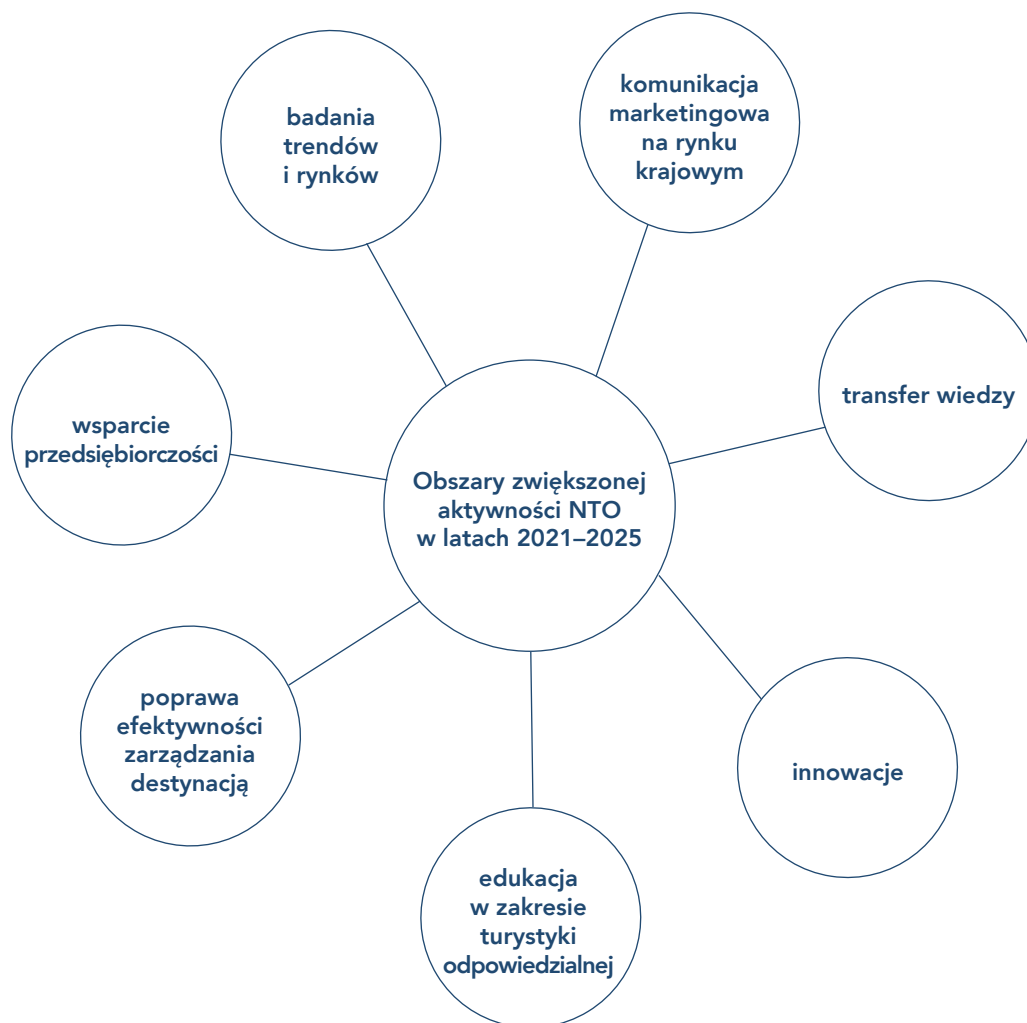 badania
trendów
i rynków
komunikacja
marketingowa
na rynku
krajowym
transfer wiedzy
wsparcie
przedsiębiorczości
Obszary zwiększonej
aktywności NTO
w latach 2021–2025
poprawa
efektywności
zarządzania
destynacją
innowacje
edukacja
w zakresie
turystyki
odpowiedzialnej